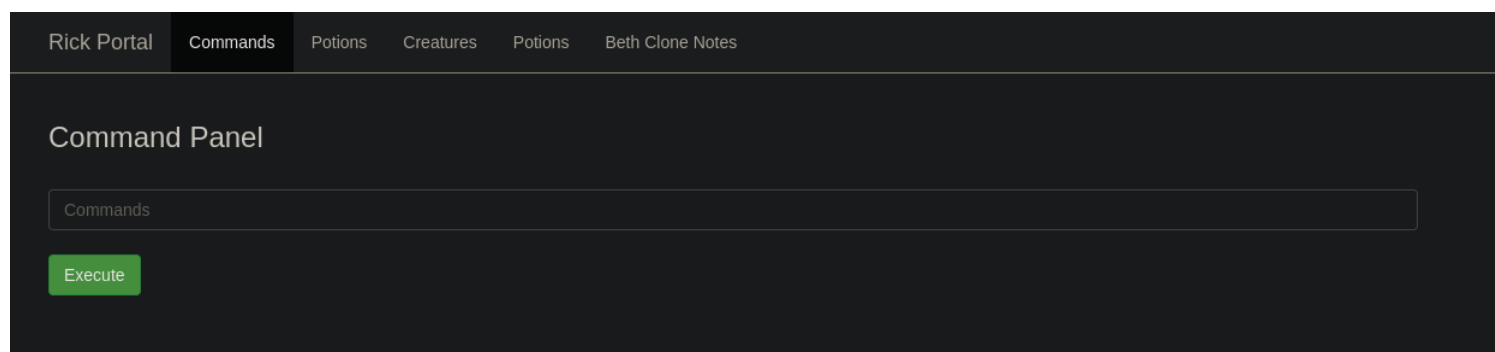 Rick Portal Commands Potions Creatures Potions Beth Clone Notes
Command Panel
Commands
Execute